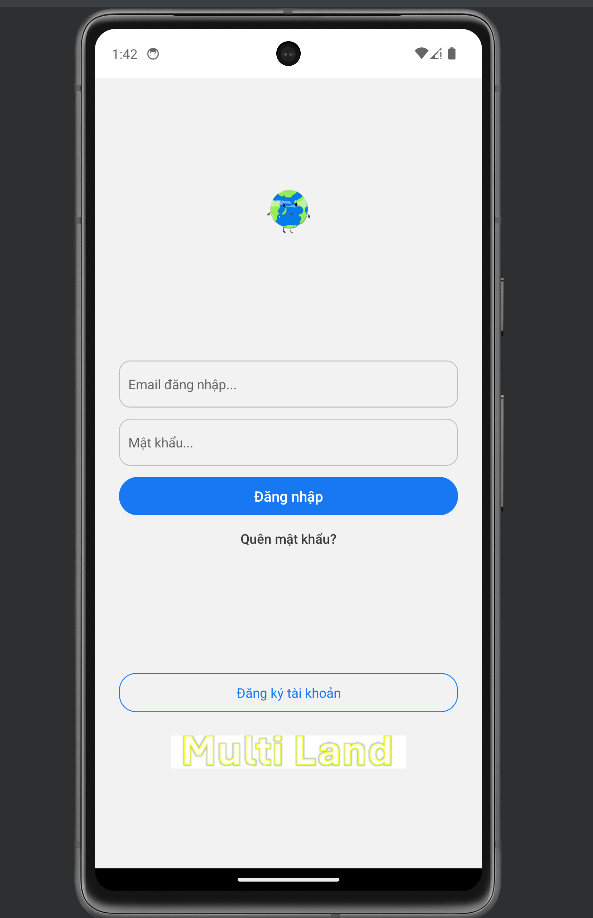 1:42
Email đăng nhập...
Mật khẩu...
Đăng nhập
Quên mật khẩu?
Đăng ký tài khoản
Multi Land